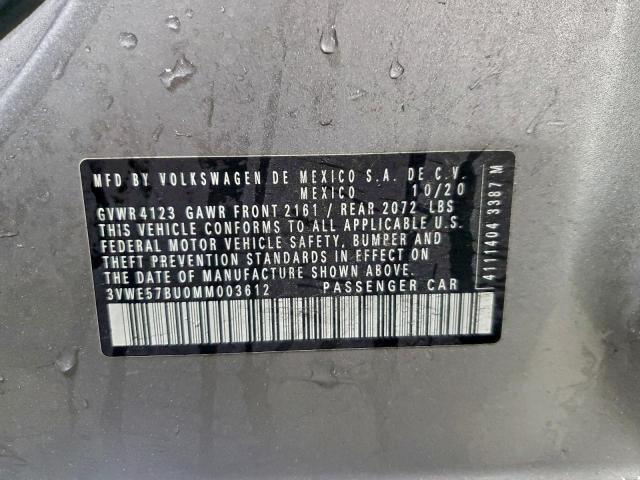 MFD BY VOLKSWAGEN DE MEXICO S.A. DE C.V.
MEXICO 10/20
GVWR 4123 GAWR FRONT 2161 / REAR 2072 LBS
THIS VEHICLE CONFORMS TO ALL APPLICABLE U.S.
FEDERAL MOTOR VEHICLE SAFETY, BUMPER AND
THEFT PREVENTION STANDARDS IN EFFECT ON
THE DATE OF MANUFACTURE SHOWN ABOVE.
3VWE57BU0MM003612 PASSENGER CAR
4111404 3387 M